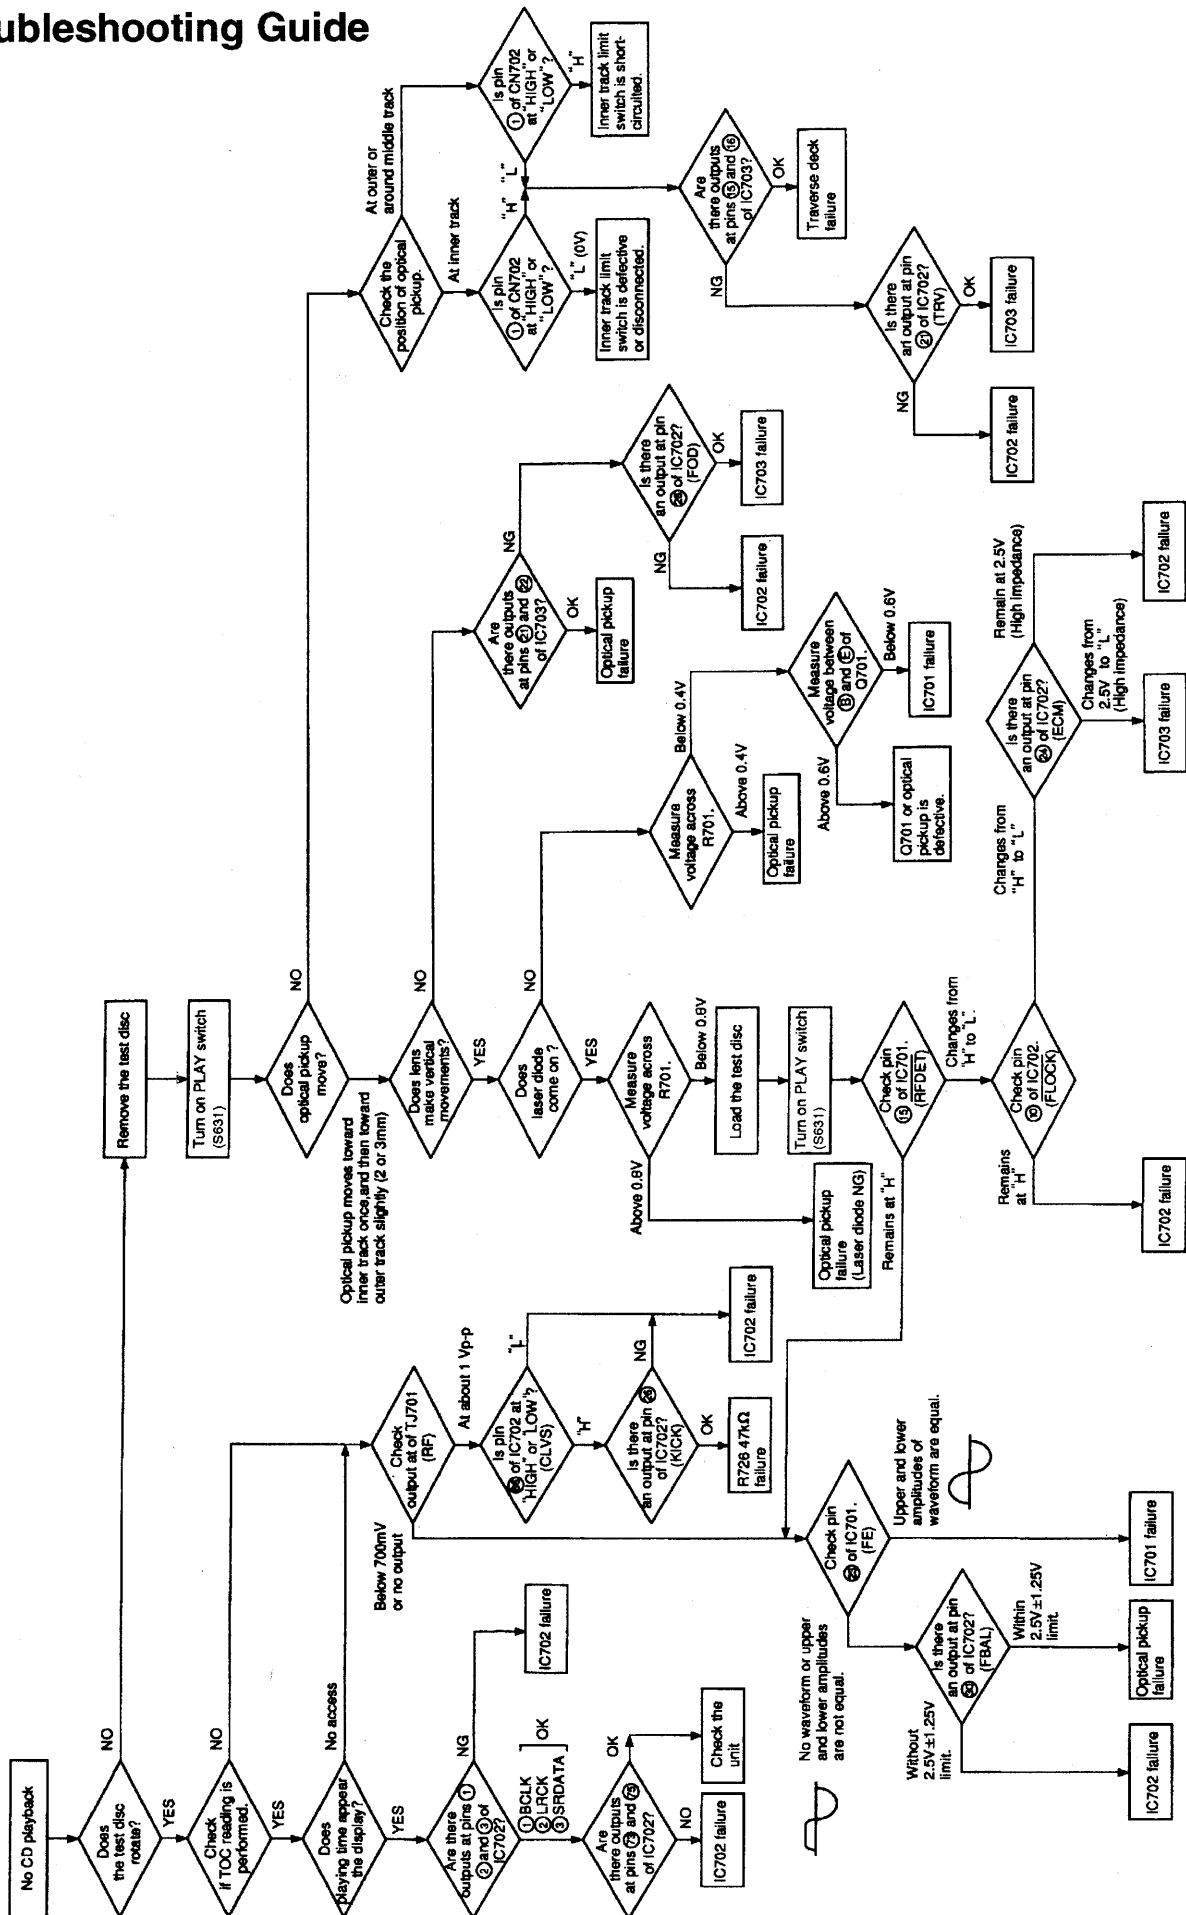 ubleshooting Guide
No CD playback
Does
the test disc
rotate?
NO
YES
Check
if TOC reading is
performed.
NO
YES
Does
playing time appear
the display?
No access
YES
Are there
outputs at pins ①
② and ③ of
IC702?
NG
IC702 failure
① BCLK
② LRCK
③ SRDATA
OK
Are
there outputs
at pins 74 and 75
of IC702?
OK
Check the
unit
NO
IC702 failure
Remove the test disc
Turn on PLAY switch
(S631)
Does
optical pickup
move?
NO
Optical pickup moves toward
inner track once,and then toward
outer track slightly (2 or 3mm)
Does lens
make vertical
movements?
NO
YES
Does
laser diode
come on ?
NO
YES
Measure
voltage across
R701.
Above 0.8V
Below 0.8V
Optical pickup
failure
(Laser diode NG)
Load the test disc
Turn on PLAY switch
(S631)
Check pin
⑮ of IC701.
(RFDET)
Remains at "H"
Changes from
"H" to "L".
Check pin
⑩ of IC702.
(FLOCK)
Remains
at "H"
IC702 failure
Changes from
"H" to "L"
Is there
an output at pin
㉔ of IC702?
(ECM)
Remain at 2.5V
(High impedance)
IC702 failure
Changes from
2.5V to "L"
(High impedance)
IC703 failure
Check
output at of TJ701
(RF)
At about 1 Vp-p
Below 700mV
or no output
Is pin
of IC702 at
"HIGH" or "LOW"?
(CLVS)
"L"
"H"
Is there
an output at pin
of IC702?
(KICK)
NG
IC702 failure
OK
R726 47kΩ
failure
Check pin
of IC701.
(FE)
Upper and lower
amplitudes of
waveform are equal.
IC701 failure
No waveform or upper
and lower amplitudes
are not equal.
Is there
an output at pin
㉚ of IC702?
(FBAL)
Within
2.5V±1.25V
limit.
Optical pickup
failure
Without
2.5V±1.25V
limit.
IC702 failure
Check the
position of optical
pickup.
At outer or
around middle track
At inner track
Is pin
① of CN702
at "HIGH" or
"LOW"?
"H"
"L"
Inner track limit
switch is short-
circuited.
Is pin
① of CN702
at "HIGH" or
"LOW"?
"H"
"L" (0V)
Inner track limit
switch is defective
or disconnected.
Are
there outputs
at pins ⑮ and ⑯
of IC703?
OK
Traverse deck
failure
NG
Is there
an output at pin
㉑ of IC702?
(TRV)
OK
IC703 failure
NG
IC702 failure
Are
there outputs
at pins ㉑ and ㉒
of IC703?
NG
OK
Optical pickup
failure
Is there
an output at pin
of IC702?
(FOD)
OK
IC703 failure
NG
IC702 failure
Measure
voltage across
R701.
Below 0.4V
Above 0.4V
Optical pickup
failure
Measure
voltage between
Ⓑ and Ⓔ of
Q701.
Below 0.6V
IC701 failure
Above 0.6V
Q701 or optical
pickup is
defective.